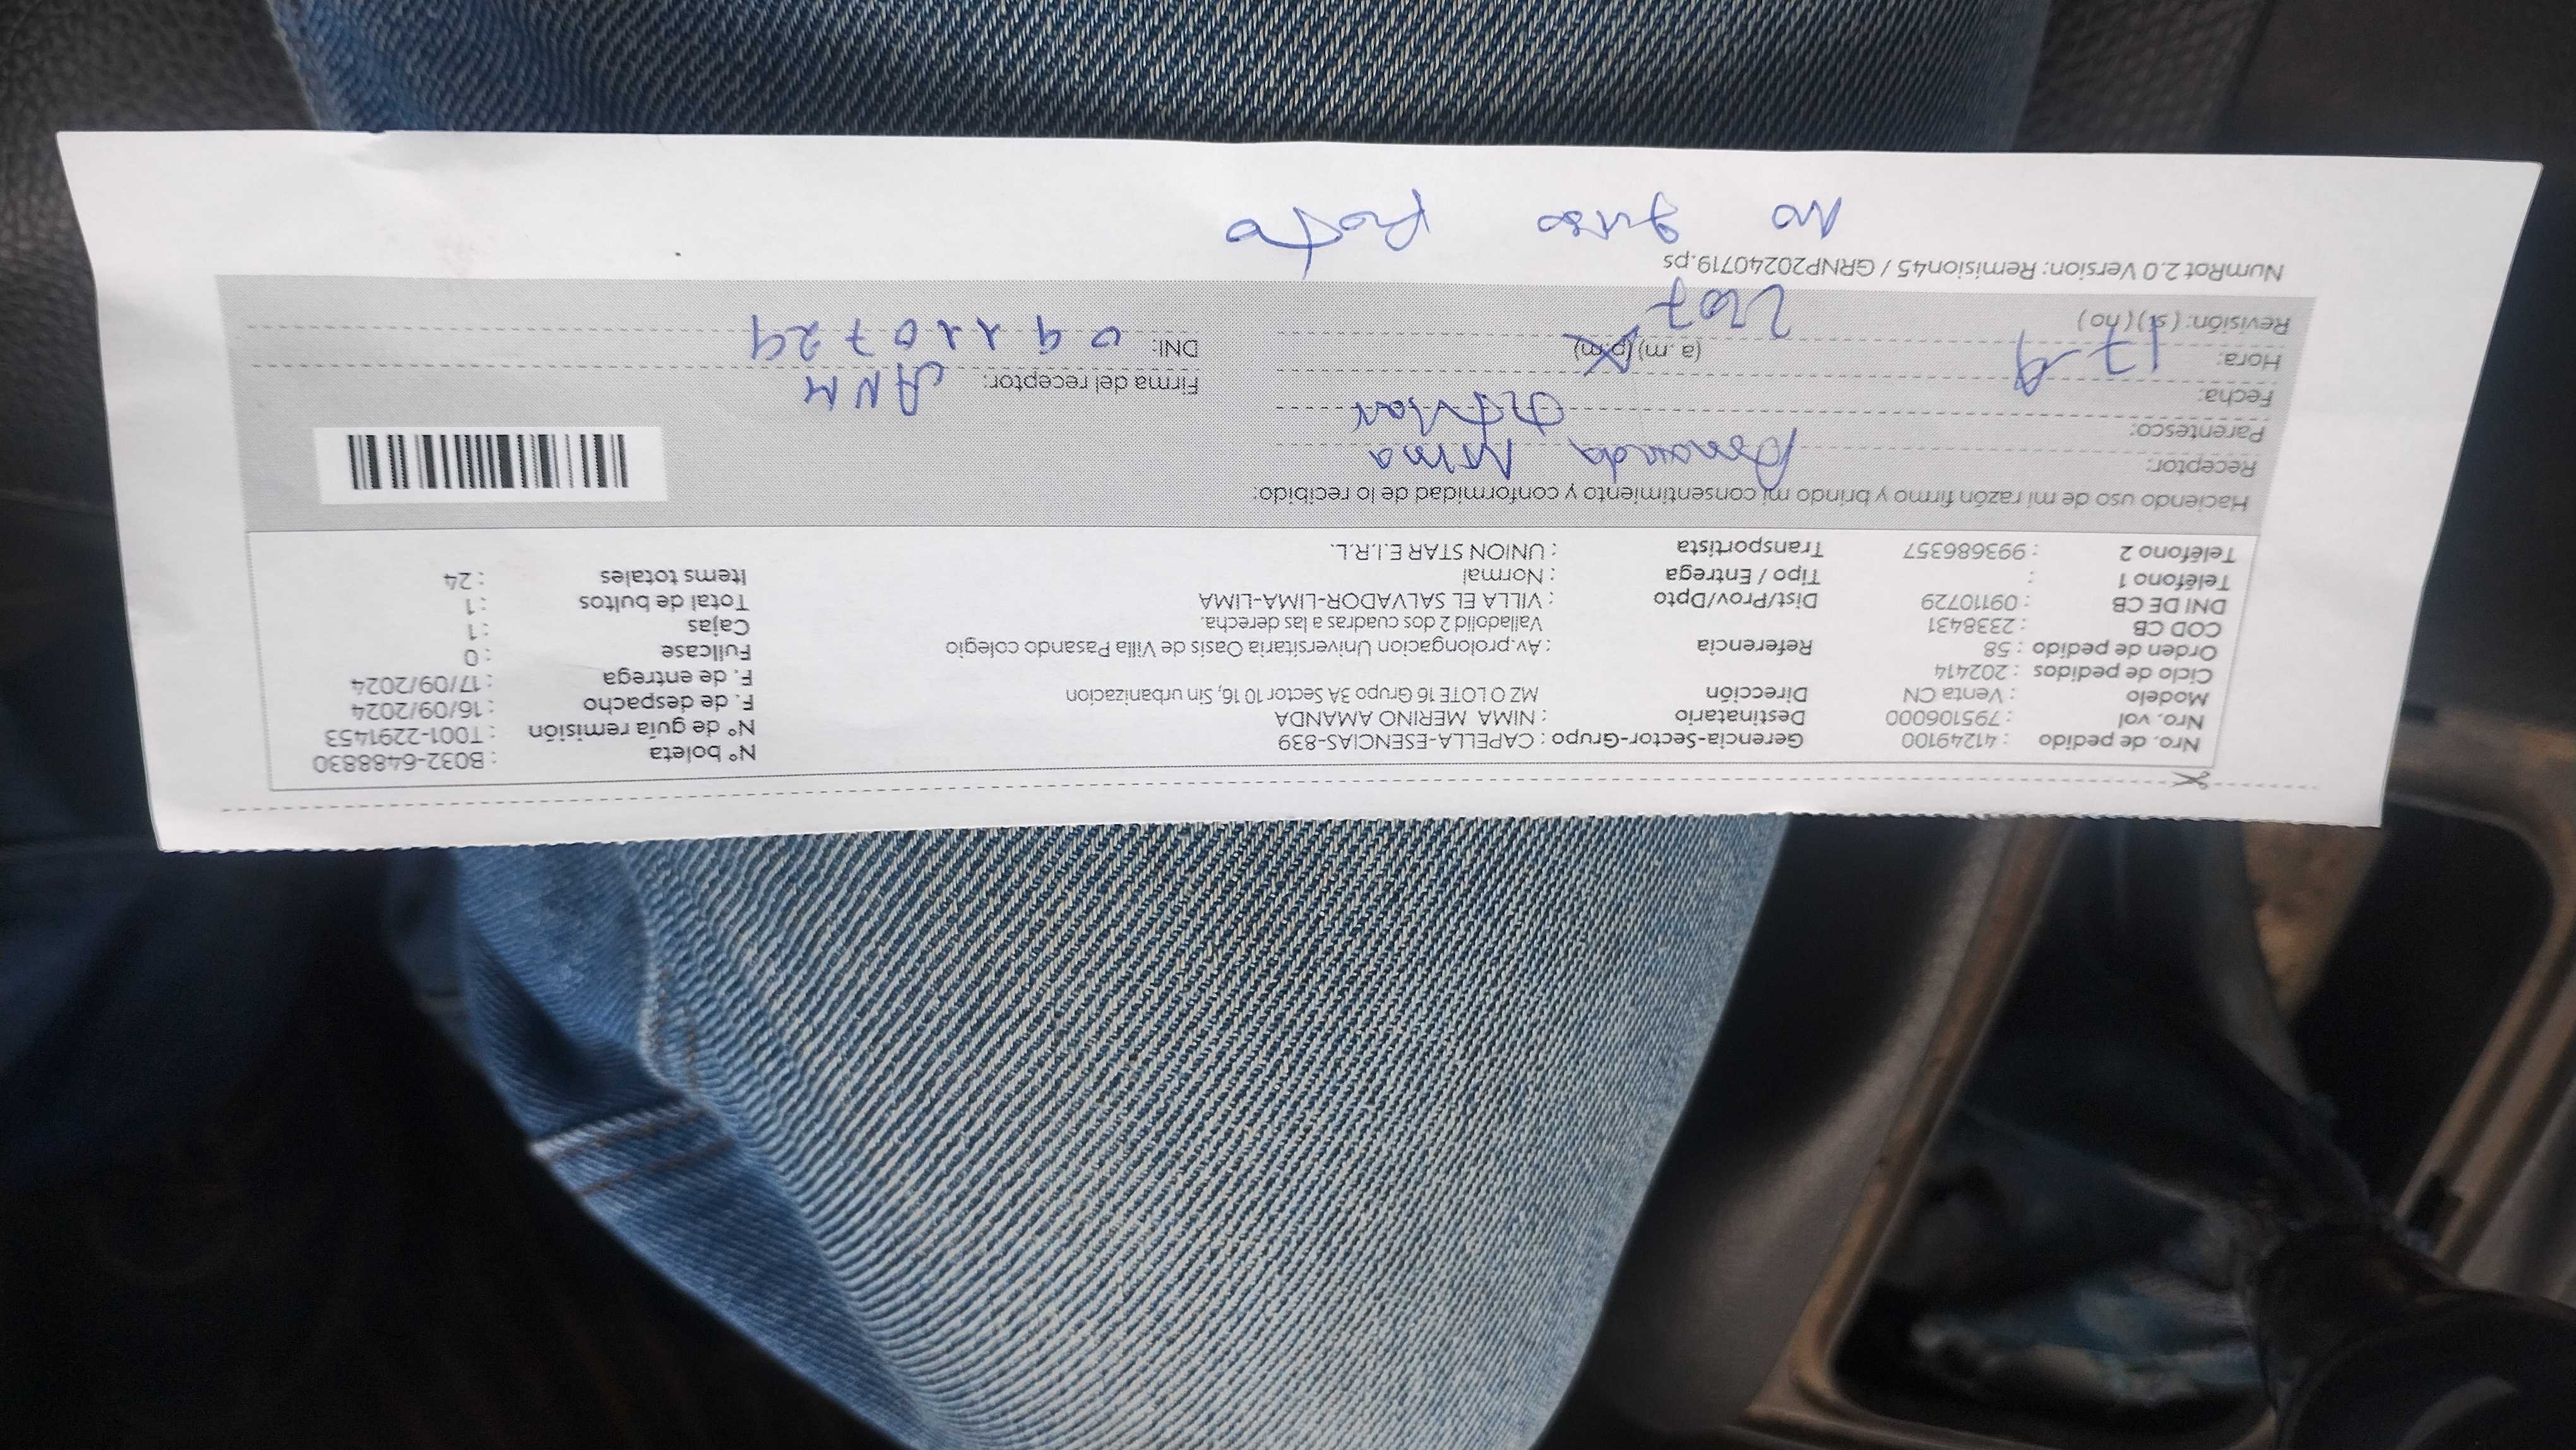 Nro. de pedido : 41249100 Gerencia-Sector-Grupo : CAPELLA-ESENCIAS-839 N° boleta : B032-6488830
Nro. vol : 795106000 Destinatario : NIMA MERINO AMANDA N° de guía remisión : T001-2291453
Modelo : Venta CN Dirección MZ O LOTE 16 Grupo 3A Sector 10 16, Sin urbanizacion F. de despacho : 16/09/2024
Ciclo de pedidos : 202414 F. de entrega : 17/09/2024
Orden de pedido : 58 Referencia : Av.prolongacion Universitaria Oasis de Villa Pasando Villa colegio Fullcase : 0
COD CB : 2338431 Valladolid 2 dos cuadras a las derecha. Cajas : 1
DNI DE CB : 09110729 Dist/Prov/Dpto : VILLA EL SALVADOR-LIMA-LIMA Total de bultos : 1
Teléfono 1 : Tipo / Entrega : Normal Items totales : 24
Teléfono 2 : 993686357 Transportista : UNION STAR E.I.R.L.
Haciendo uso de mi razón firmo y brindo mi consentimiento y conformidad de lo recibido:
Receptor: Amanda Nima
Parentesco: titular
Fecha: 17 9 Firma del receptor: ANM
Hora: (a .m) (p.m) DNI: 09110729
Revisión: ( si ) ( no ) 2607
NumRot 2.0 Version: Remision45 / GRNP20240719.ps
No quiso foto